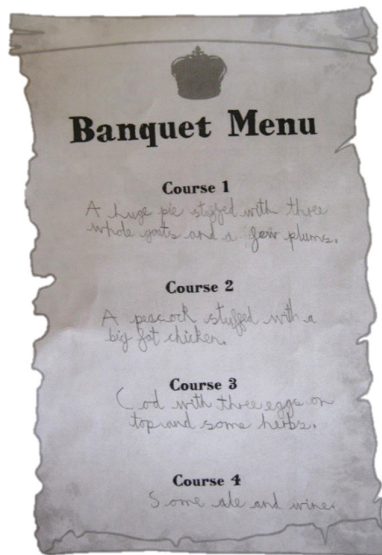 Banquet Menu
Course 1
A huge pie stuffed with three
whole goats and a few plums.
Course 2
A peacock stuffed with a
big fat chicken.
Course 3
Cod with three eggs on
top and some herbs.
Course 4
Some ale and wine.